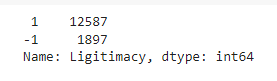 1    12587
-1     1897
Name: Ligitimacy, dtype: int64